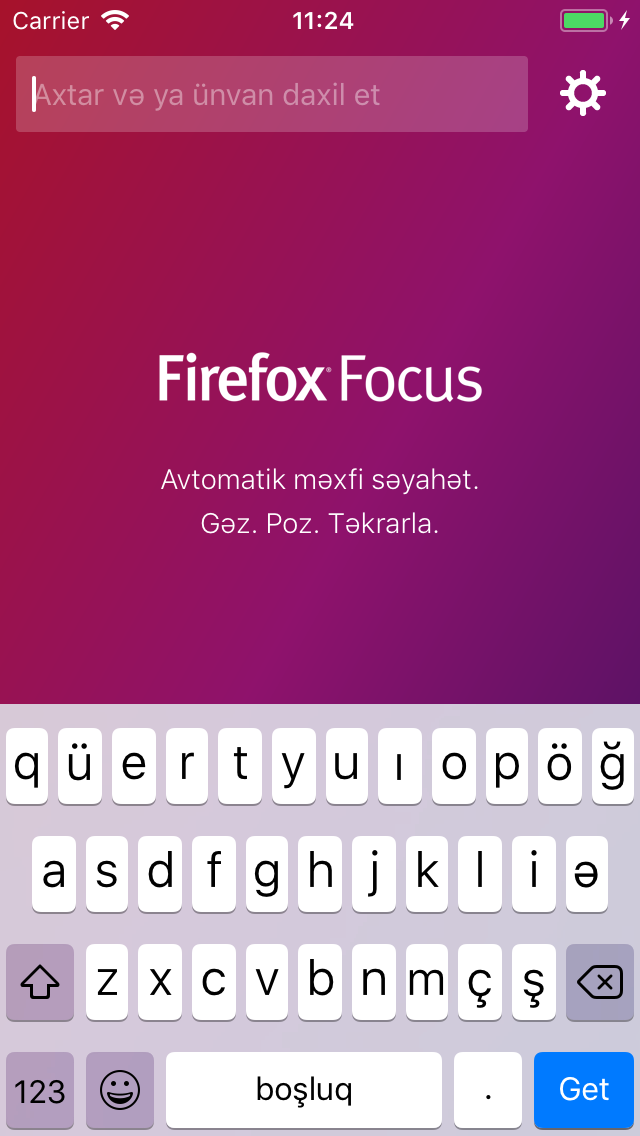 Carrier 11:24
Axtar və ya ünvan daxil et
Firefox® Focus
Avtomatik məxfi səyahət.
Gəz. Poz. Təkrarla.
q ü e r t y u ı o p ö ğ
a s d f g h j k l i ə
z x c v b n m ç ş
123 boşluq . Get